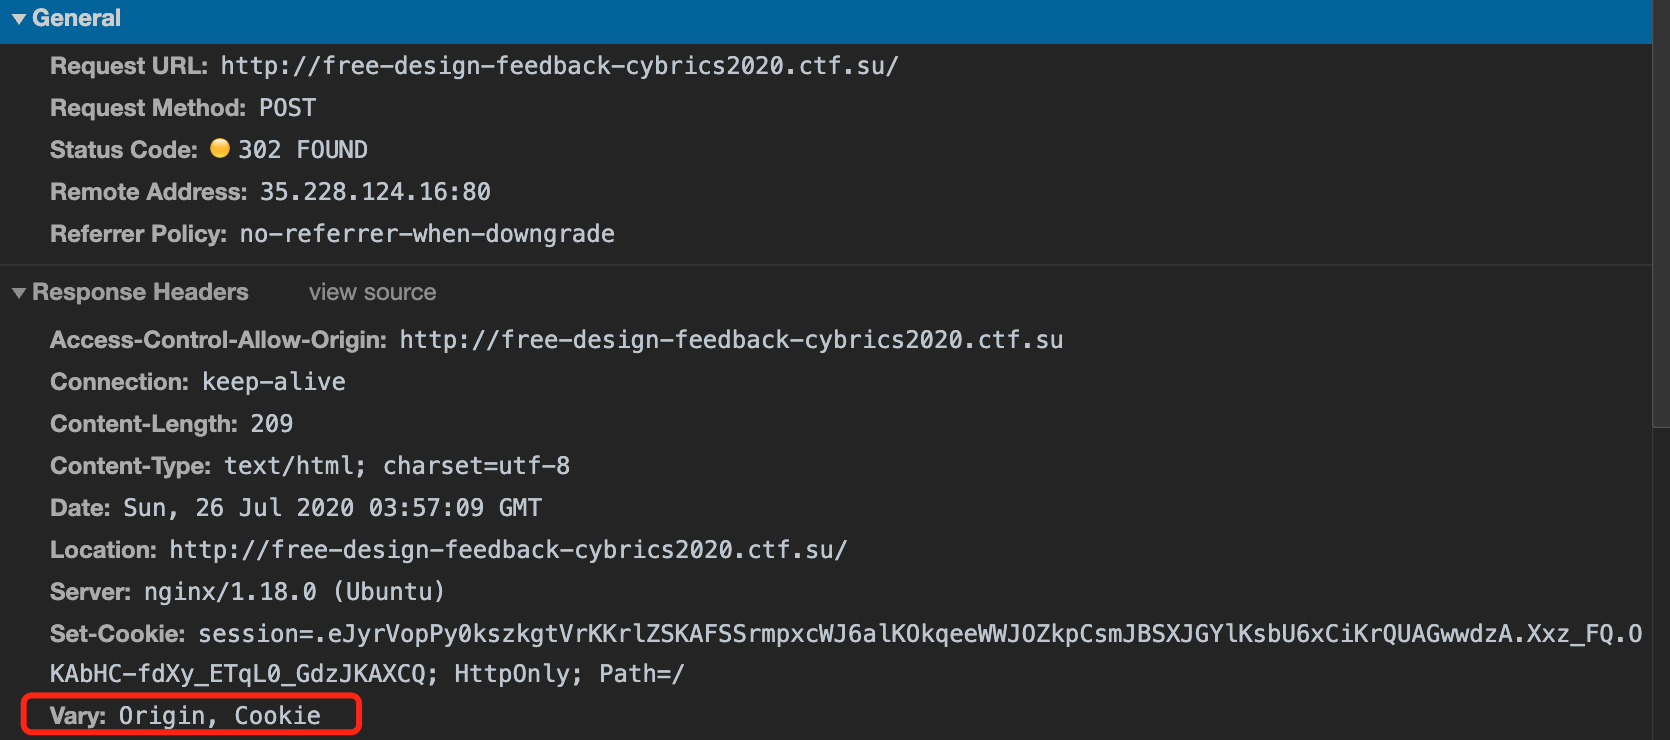 General
Request URL: http://free-design-feedback-cybrics2020.ctf.su/
Request Method: POST
Status Code: 302 FOUND
Remote Address: 35.228.124.16:80
Referrer Policy: no-referrer-when-downgrade
Response Headers view source
Access-Control-Allow-Origin: http://free-design-feedback-cybrics2020.ctf.su
Connection: keep-alive
Content-Length: 209
Content-Type: text/html; charset=utf-8
Date: Sun, 26 Jul 2020 03:57:09 GMT
Location: http://free-design-feedback-cybrics2020.ctf.su/
Server: nginx/1.18.0 (Ubuntu)
Set-Cookie: session=.eJyrVopPy0kszkgtVrKKrlZSKAFSSrmpxcWJ6alKOkqeeWWJOZkpCsmJBSXJGYlKsbU6xCiKrQUAGwwdzA.Xxz_FQ.O
KAbHC-fdXy_ETqL0_GdzJKAXCQ; HttpOnly; Path=/
Vary: Origin, Cookie